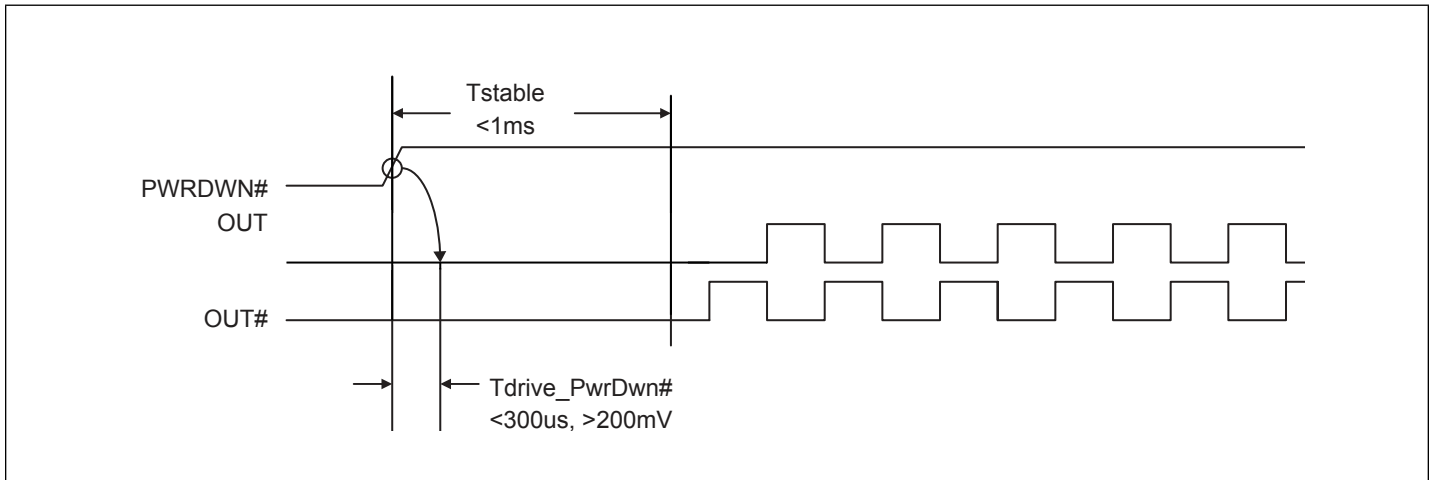 Tstable
<1ms
PWRDWN#
OUT
OUT#
Tdrive_PwrDwn#
<300us, >200mV